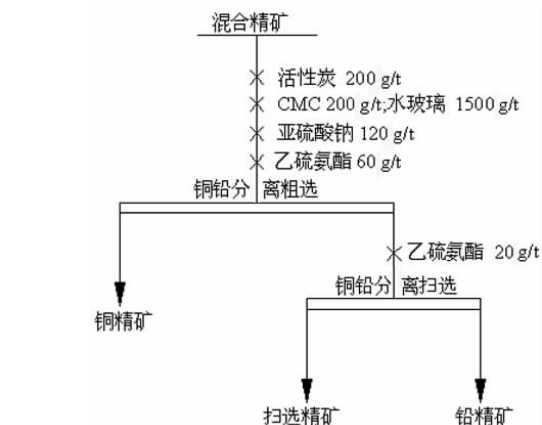 混合精矿
活性炭 200 g/t
CMC 200 g/t;水玻璃 1500 g/t
亚硫酸钠 120 g/t
乙硫氨酯 60 g/t
铜铅分离粗选
乙硫氨酯 20 g/t
铜铅分离扫选
铜精矿
扫选精矿
铅精矿